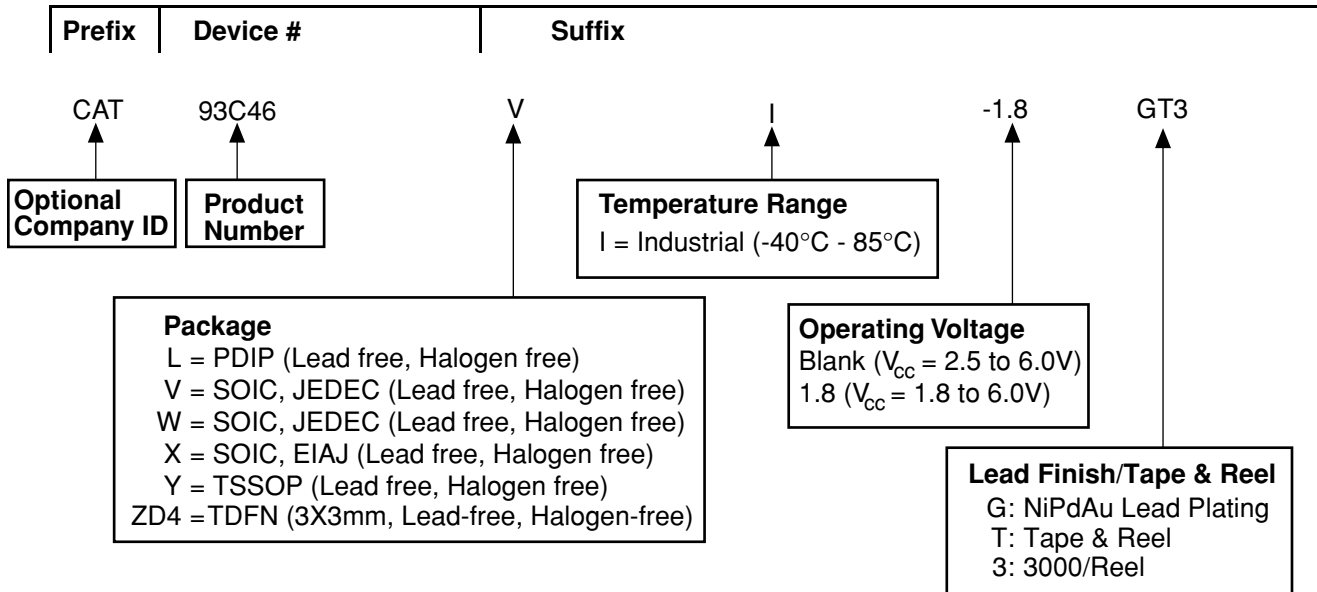 Prefix Device # Suffix
CAT 93C46 V I -1.8 GT3
Optional
Company ID
Product
Number
Temperature Range
I = Industrial (-40°C - 85°C)
Package
L = PDIP (Lead free, Halogen free)
V = SOIC, JEDEC (Lead free, Halogen free)
W = SOIC, JEDEC (Lead free, Halogen free)
X = SOIC, EIAJ (Lead free, Halogen free)
Y = TSSOP (Lead free, Halogen free)
ZD4 =TDFN (3X3mm, Lead-free, Halogen-free)
Operating Voltage
Blank (Vcc = 2.5 to 6.0V)
1.8 (Vcc = 1.8 to 6.0V)
Lead Finish/Tape & Reel
G: NiPdAu Lead Plating
T: Tape & Reel
3: 3000/Reel